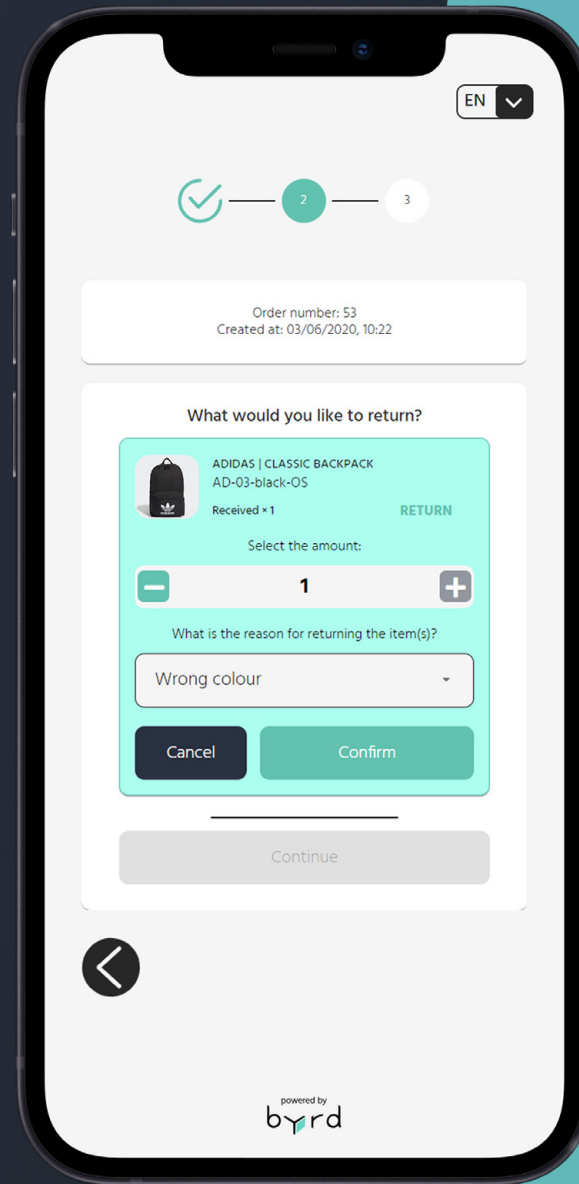 EN
2
3
Order number: 53
Created at: 03/06/2020, 10:22
What would you like to return?
ADIDAS | CLASSIC BACKPACK
AD-03-black-OS
Received × 1
RETURN
Select the amount:
1
What is the reason for returning the item(s)?
Wrong colour
Cancel
Confirm
Continue
powered by
byrd